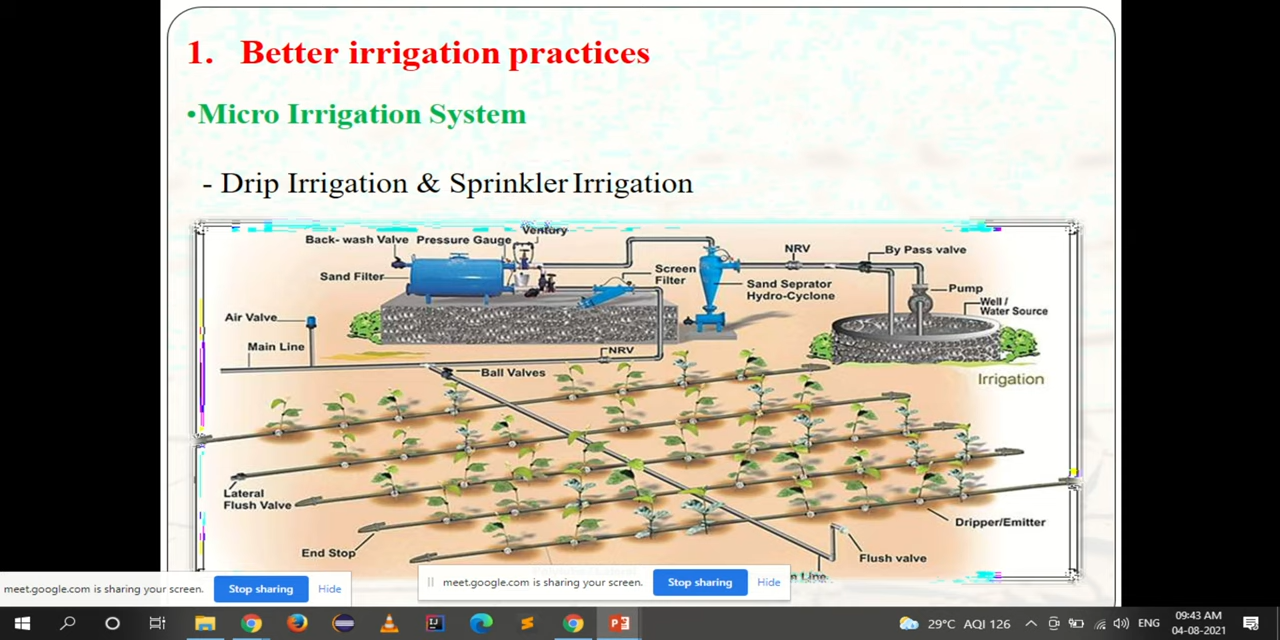 1. Better irrigation practices
•Micro Irrigation System
- Drip Irrigation & Sprinkler Irrigation
Ventury
Back- wash Valve Pressure Gauge
NRV
By Pass valve
Sand Filter
Screen
Filter
Sand Seprator
Hydro-Cyclone
Pump
Well /
Water Source
Air Valve
Main Line
NRV
Ball Valves
Irrigation
Lateral
Flush Valve
Dripper/Emitter
End Stop
Flush valve
Line
meet.google.com is sharing your screen. Stop sharing Hide
meet.google.com is sharing your screen. Stop sharing Hide
29°C AQI 126 ENG 09:43 AM
04-08-2021